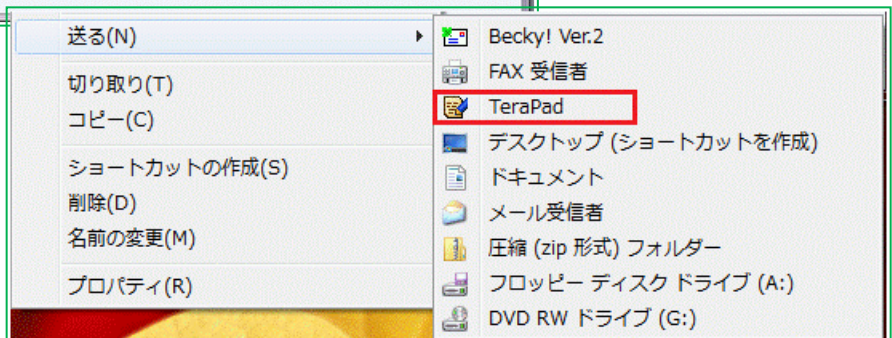 送る(N)
切り取り(T)
コピー(C)
ショートカットの作成(S)
削除(D)
名前の変更(M)
プロパティ(R)
Becky! Ver.2
FAX 受信者
TeraPad
デスクトップ (ショートカットを作成)
ドキュメント
メール受信者
圧縮 (zip 形式) フォルダー
フロッピー ディスク ドライブ (A:)
DVD RW ドライブ (G:)